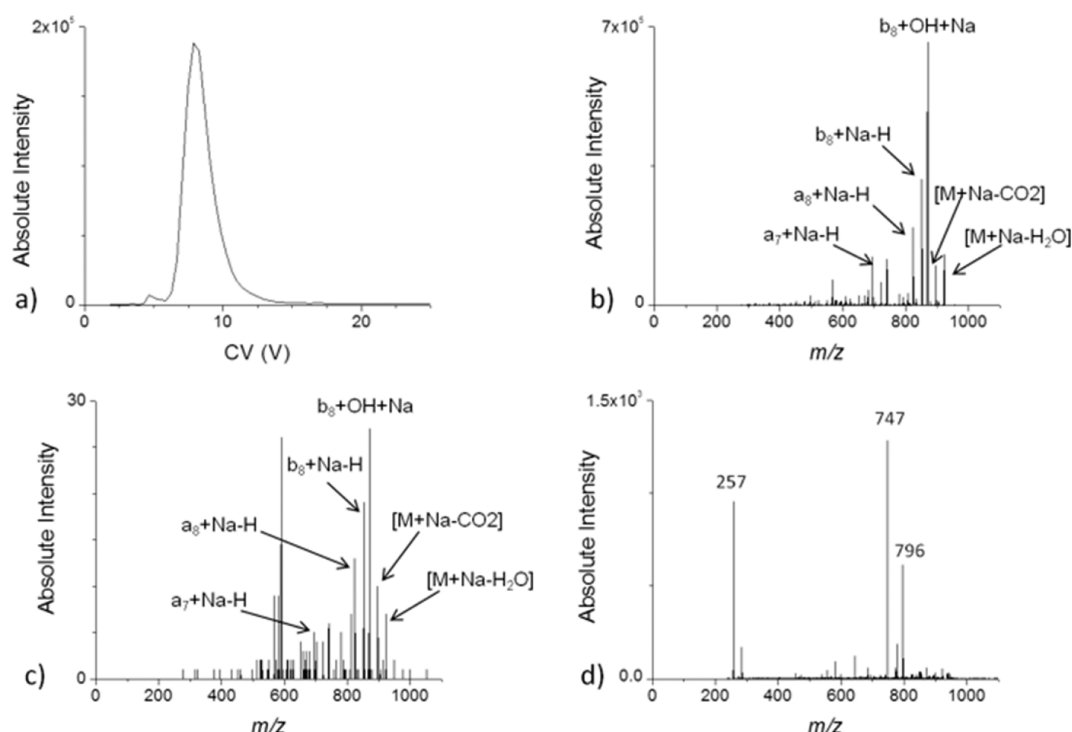 2x10⁵
Absolute Intensity
0
0
10
20
CV (V)
a)
7x10⁵
Absolute Intensity
0
b₈+OH+Na
b₈+Na-H
a₈+Na-H
a₇+Na-H
[M+Na-CO2]
[M+Na-H₂O]
0
200
400
600
800
1000
m/z
b)
30
Absolute Intensity
0
b₈+OH+Na
b₈+Na-H
a₈+Na-H
a₇+Na-H
[M+Na-CO2]
[M+Na-H₂O]
0
200
400
600
800
1000
m/z
c)
1.5x10³
Absolute Intensity
0.0
257
747
796
0
200
400
600
800
1000
m/z
d)